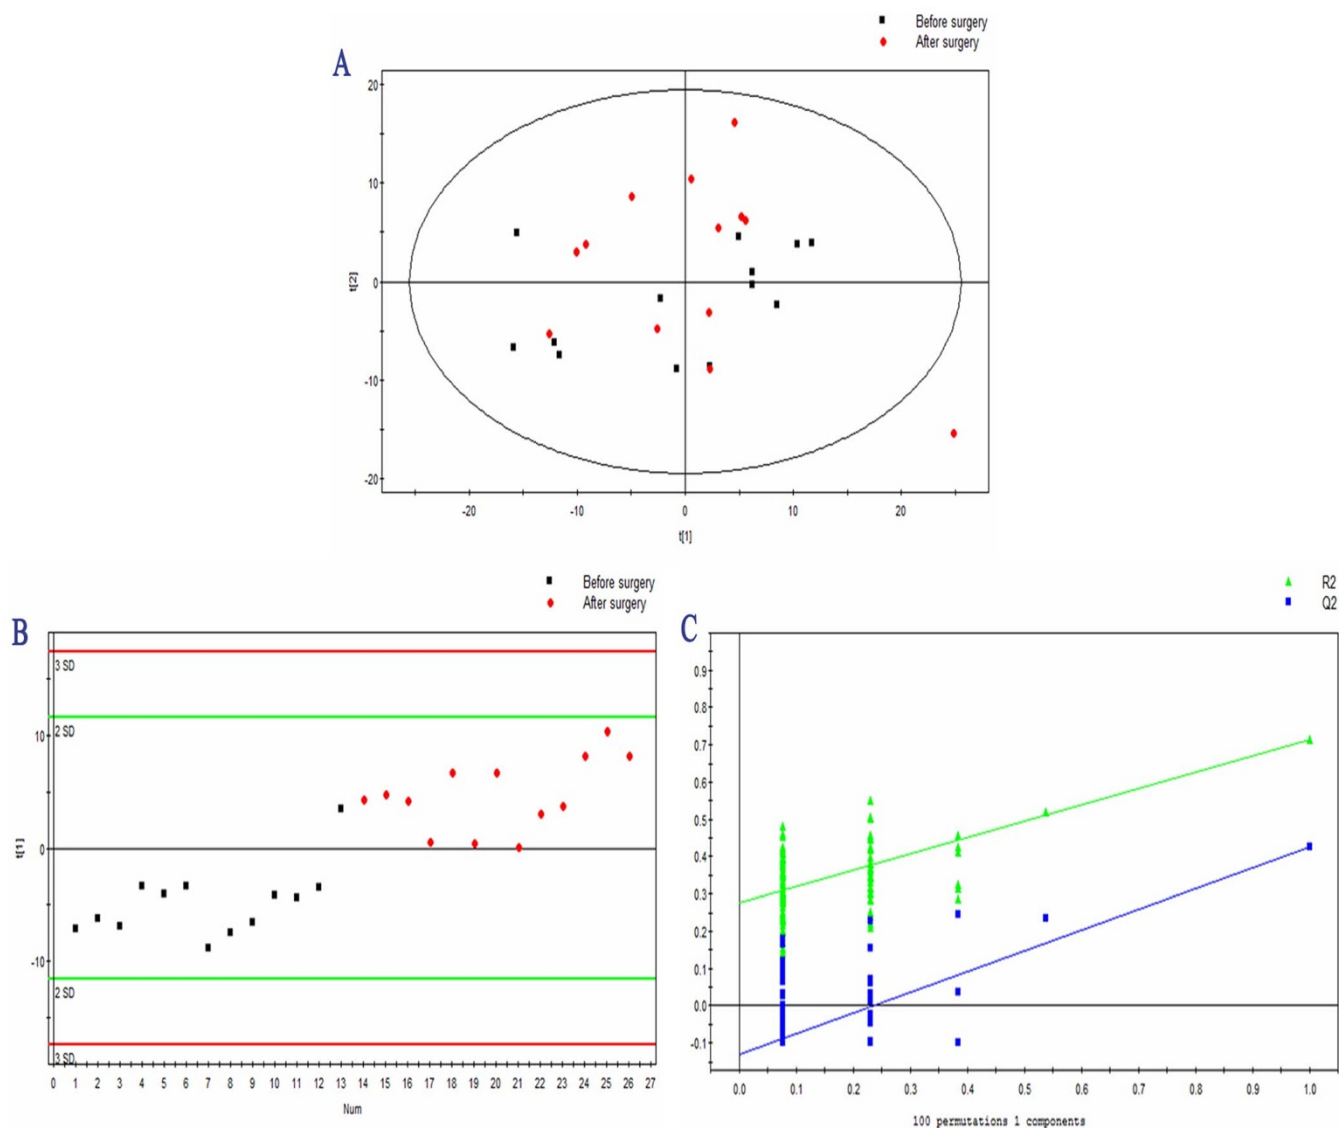 Before surgery
After surgery
A
20
10
0
-10
-20
t[2]
-20
-10
0
10
20
t[1]
Before surgery
After surgery
B
3 SD
2 SD
10
0
-10
2 SD
3 SD
t[1]
0 1 2 3 4 5 6 7 8 9 10 11 12 13 14 15 16 17 18 19 20 21 22 23 24 25 26 27
Num
R2
Q2
C
0.9
0.8
0.7
0.6
0.5
0.4
0.3
0.2
0.1
0.0
-0.1
0.0 0.1 0.2 0.3 0.4 0.5 0.6 0.7 0.8 0.9 1.0
100 permutations 1 components